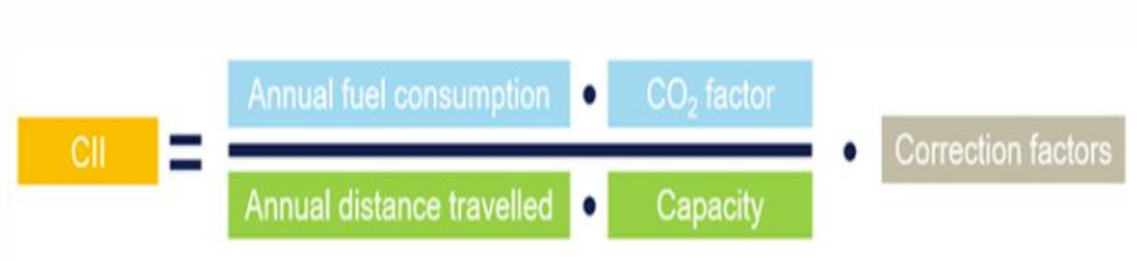 Annual fuel consumption • CO₂ factor
CII = • Correction factors
Annual distance travelled • Capacity